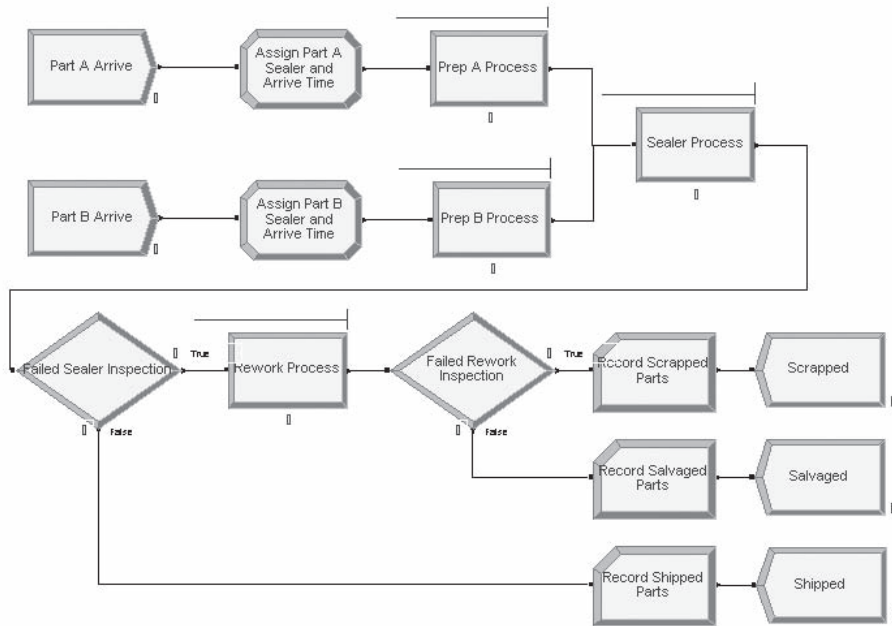 Part A Arrive
Assign Part A
Sealer and
Arrive Time
Prep A Process
Sealer Process
Part B Arrive
Assign Part B
Sealer and
Arrive Time
Prep B Process
Failed Sealer Inspection
True
False
Rework Process
Failed Rework
Inspection
True
False
Record Scrapped
Parts
Scrapped
Record Salvaged
Parts
Salvaged
Record Shipped
Parts
Shipped